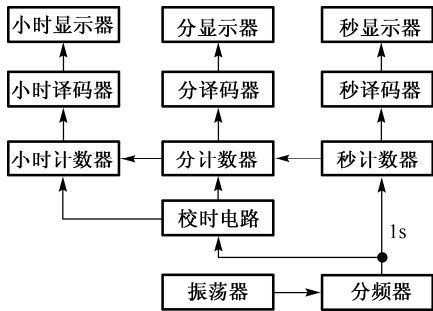 小时显示器 分显示器 秒显示器
小时译码器 分译码器 秒译码器
小时计数器 分计数器 秒计数器
校时电路
1s
振荡器 分频器